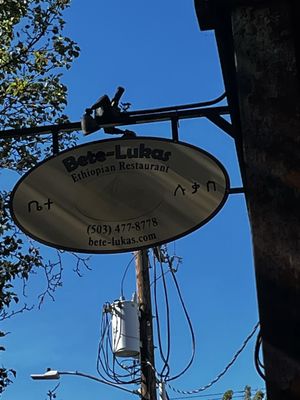 Bete-Lukas
Ethiopian Restaurant
ቤተ ሉቃስ
(503) 477-8778
bete-lukas.com